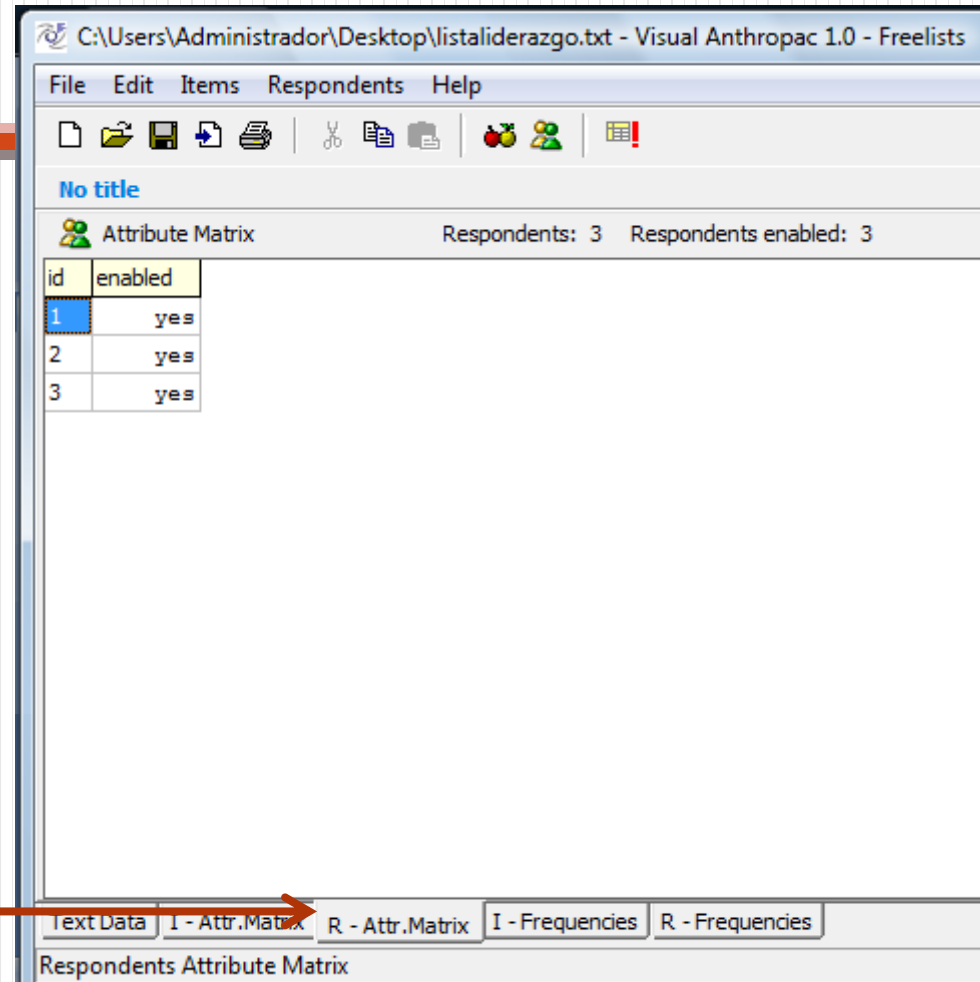 C:\Users\Administrador\Desktop\listaliderazgo.txt - Visual Anthropac 1.0 - Freelists
File Edit Items Respondents Help
No title
Attribute Matrix Respondents: 3 Respondents enabled: 3
id enabled
1 yes
2 yes
3 yes
Text Data I - Attr.Matrix R - Attr.Matrix I - Frequencies R - Frequencies
Respondents Attribute Matrix